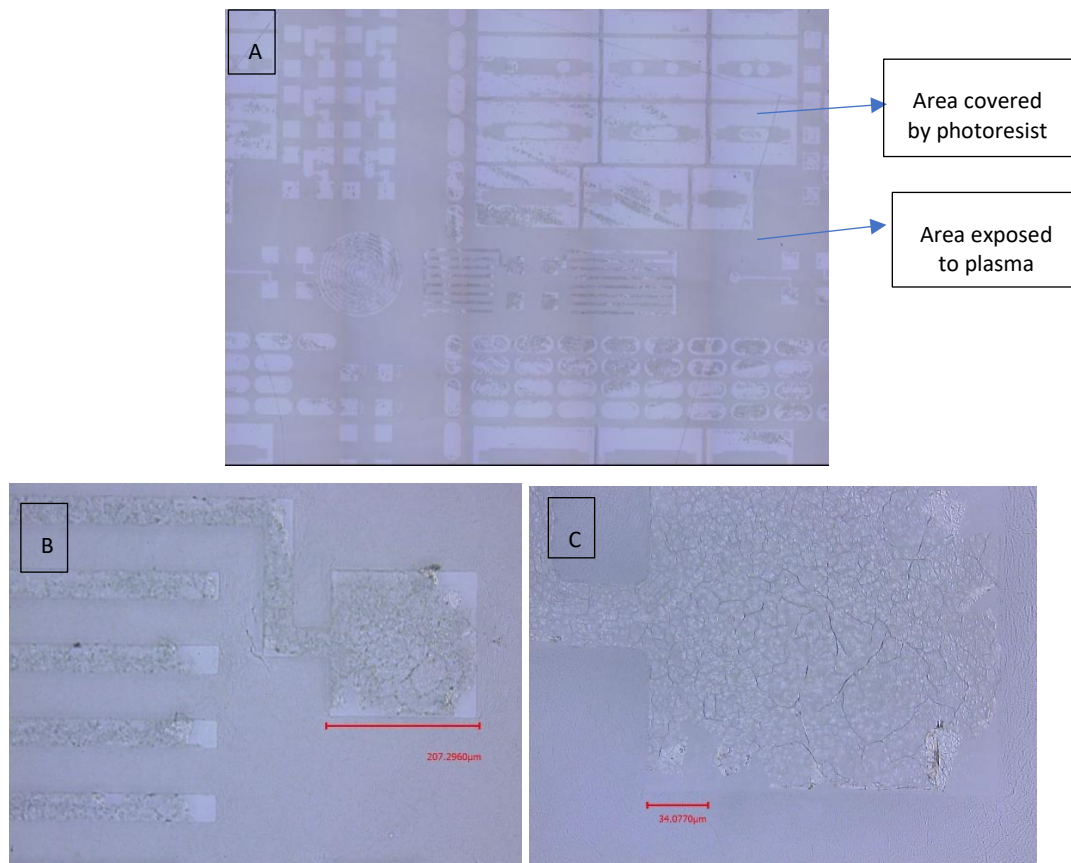 A
Area covered
by photoresist
Area exposed
to plasma
B
207.2960µm
C
34.0770µm